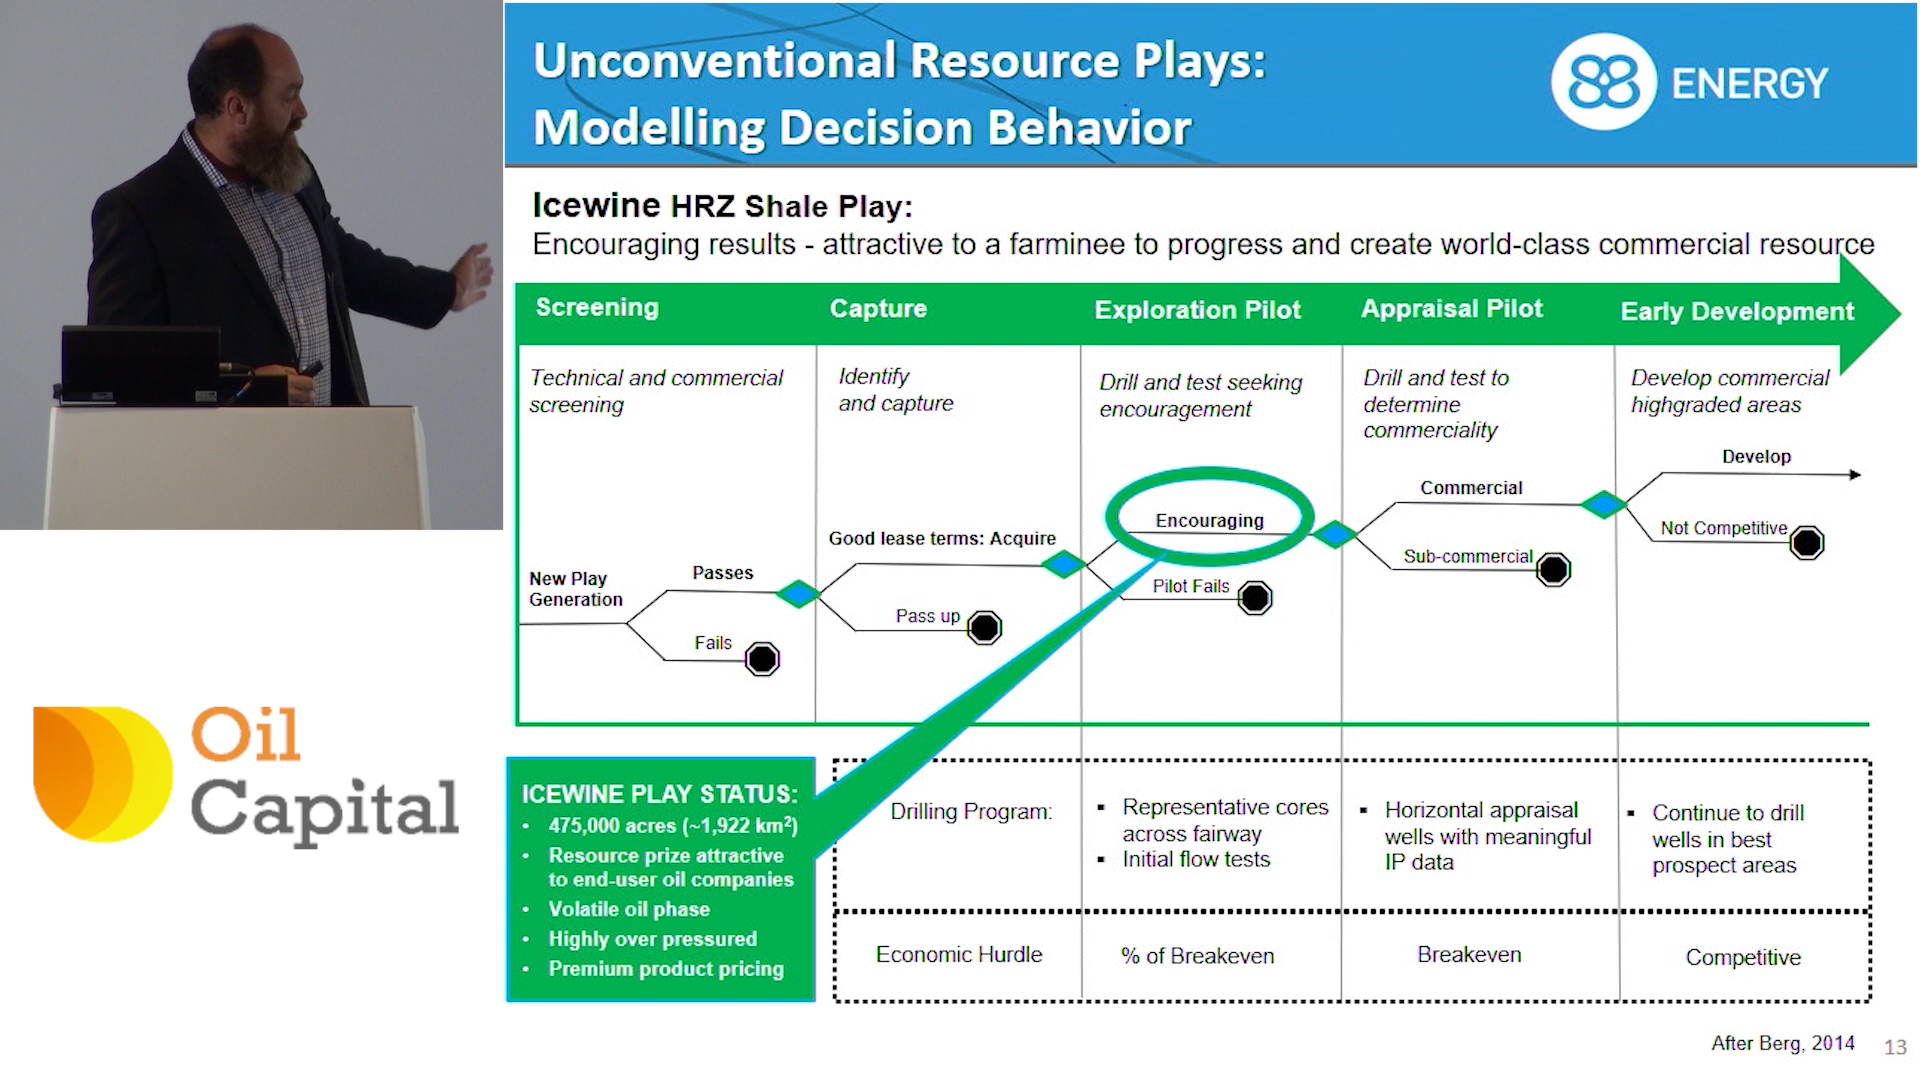 Unconventional Resource Plays:
Modelling Decision Behavior
88 ENERGY
Icewine HRZ Shale Play:
Encouraging results - attractive to a farminee to progress and create world-class commercial resource
Screening
Capture
Exploration Pilot
Appraisal Pilot
Early Development
Technical and commercial
screening
Identify
and capture
Drill and test seeking
encouragement
Drill and test to
determine
commerciality
Develop commercial
highgraded areas
New Play
Generation
Passes
Fails
Good lease terms: Acquire
Pass up
Encouraging
Pilot Fails
Commercial
Sub-commercial
Develop
Not Competitive
Oil
Capital
ICEWINE PLAY STATUS:
• 475,000 acres (~1,922 km²)
• Resource prize attractive
to end-user oil companies
• Volatile oil phase
• Highly over pressured
• Premium product pricing
Drilling Program:
▪ Representative cores
across fairway
▪ Initial flow tests
▪ Horizontal appraisal
wells with meaningful
IP data
▪ Continue to drill
wells in best
prospect areas
Economic Hurdle
% of Breakeven
Breakeven
Competitive
After Berg, 2014
13